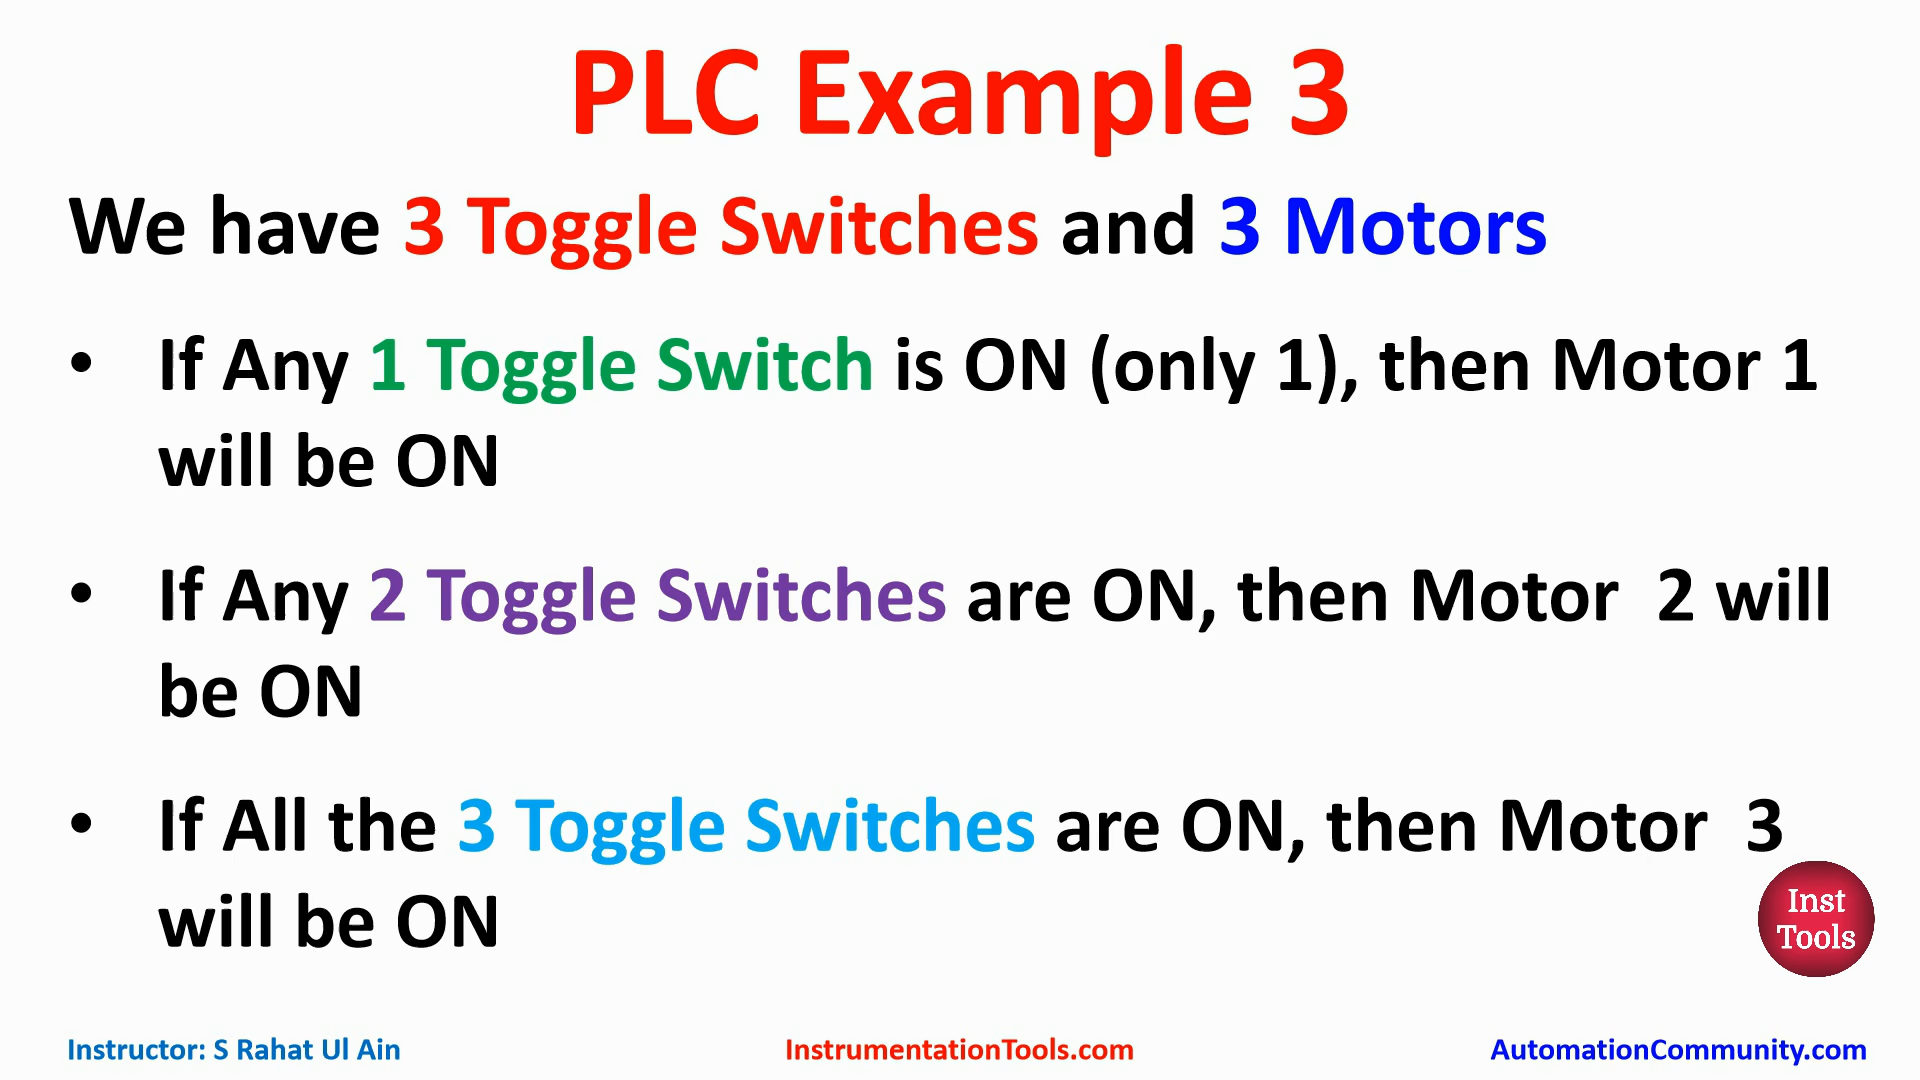 PLC Example 3
We have 3 Toggle Switches and 3 Motors
• If Any 1 Toggle Switch is ON (only 1), then Motor 1
will be ON
• If Any 2 Toggle Switches are ON, then Motor  2 will
be ON
• If All the 3 Toggle Switches are ON, then Motor  3
will be ON
Inst
Tools
Instructor: S Rahat Ul Ain
InstrumentationTools.com
AutomationCommunity.com